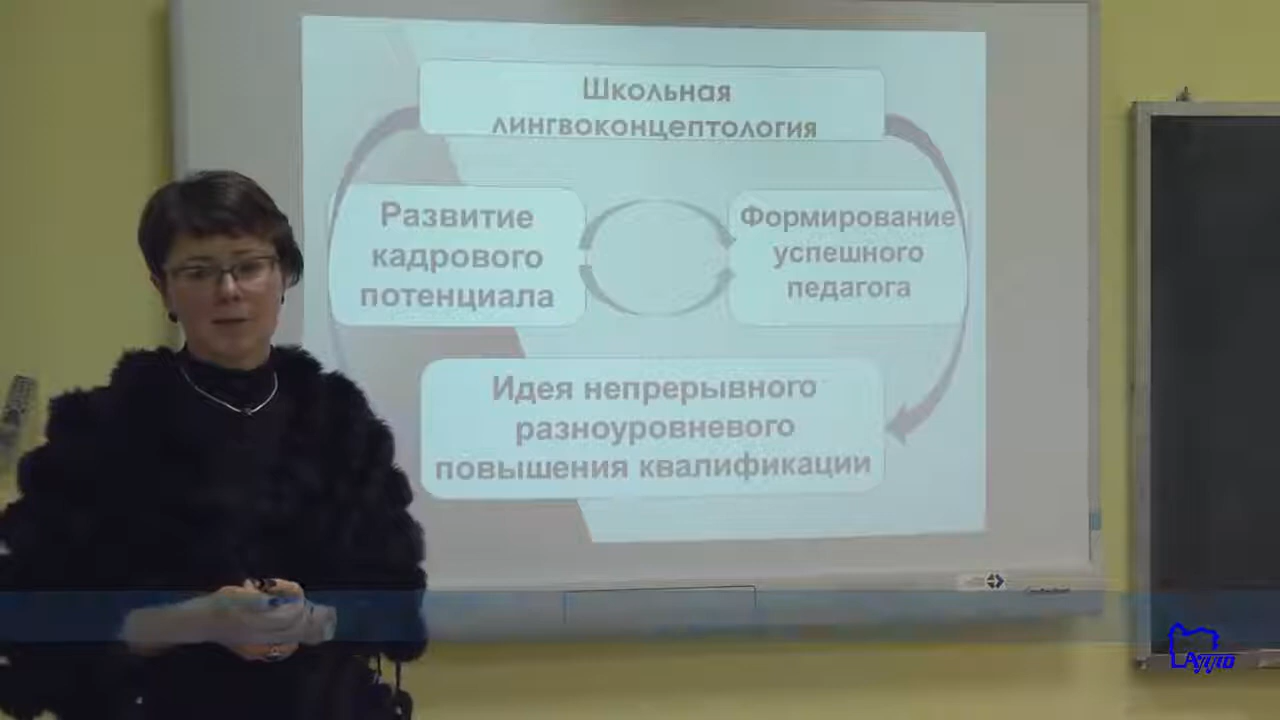 Школьная
лингвоконцептология
Развитие
кадрового
потенциала
Формирование
успешного
педагога
Идея непрерывного
разноуровневого
повышения квалификации